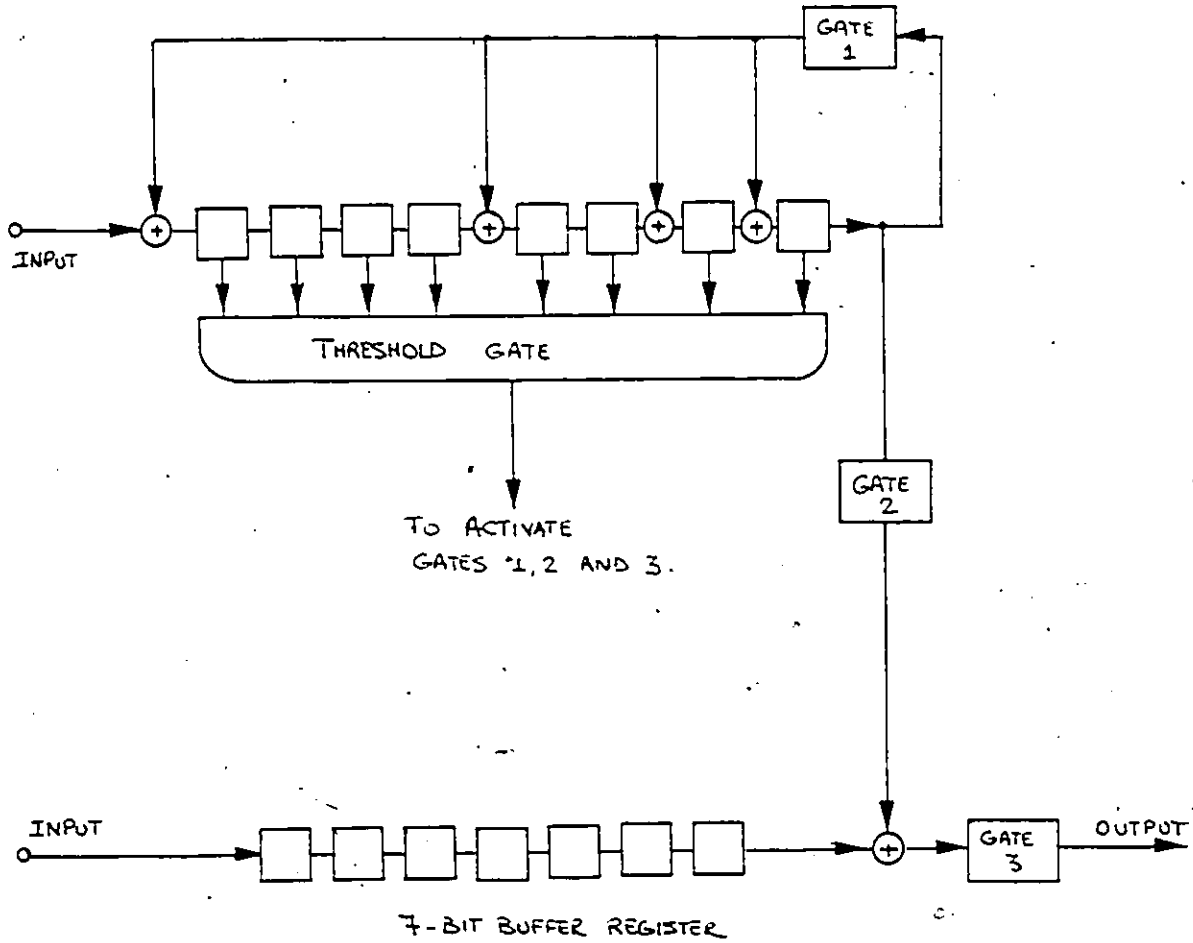 GATE
1
INPUT
THRESHOLD GATE
TO ACTIVATE
GATES 1, 2 AND 3.
GATE
2
INPUT
GATE
3
OUTPUT
7-BIT BUFFER REGISTER